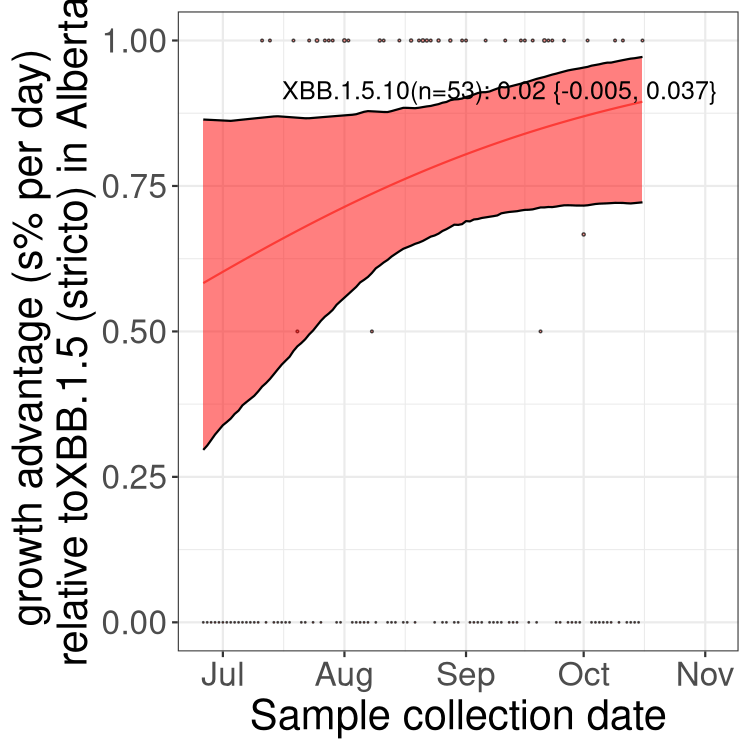 growth advantage (s% per day)
relative toXBB.1.5 (stricto) in Alberta
1.00
0.75
0.50
0.25
0.00
XBB.1.5.10(n=53): 0.02 {-0.005, 0.037}
Jul Aug Sep Oct Nov
Sample collection date